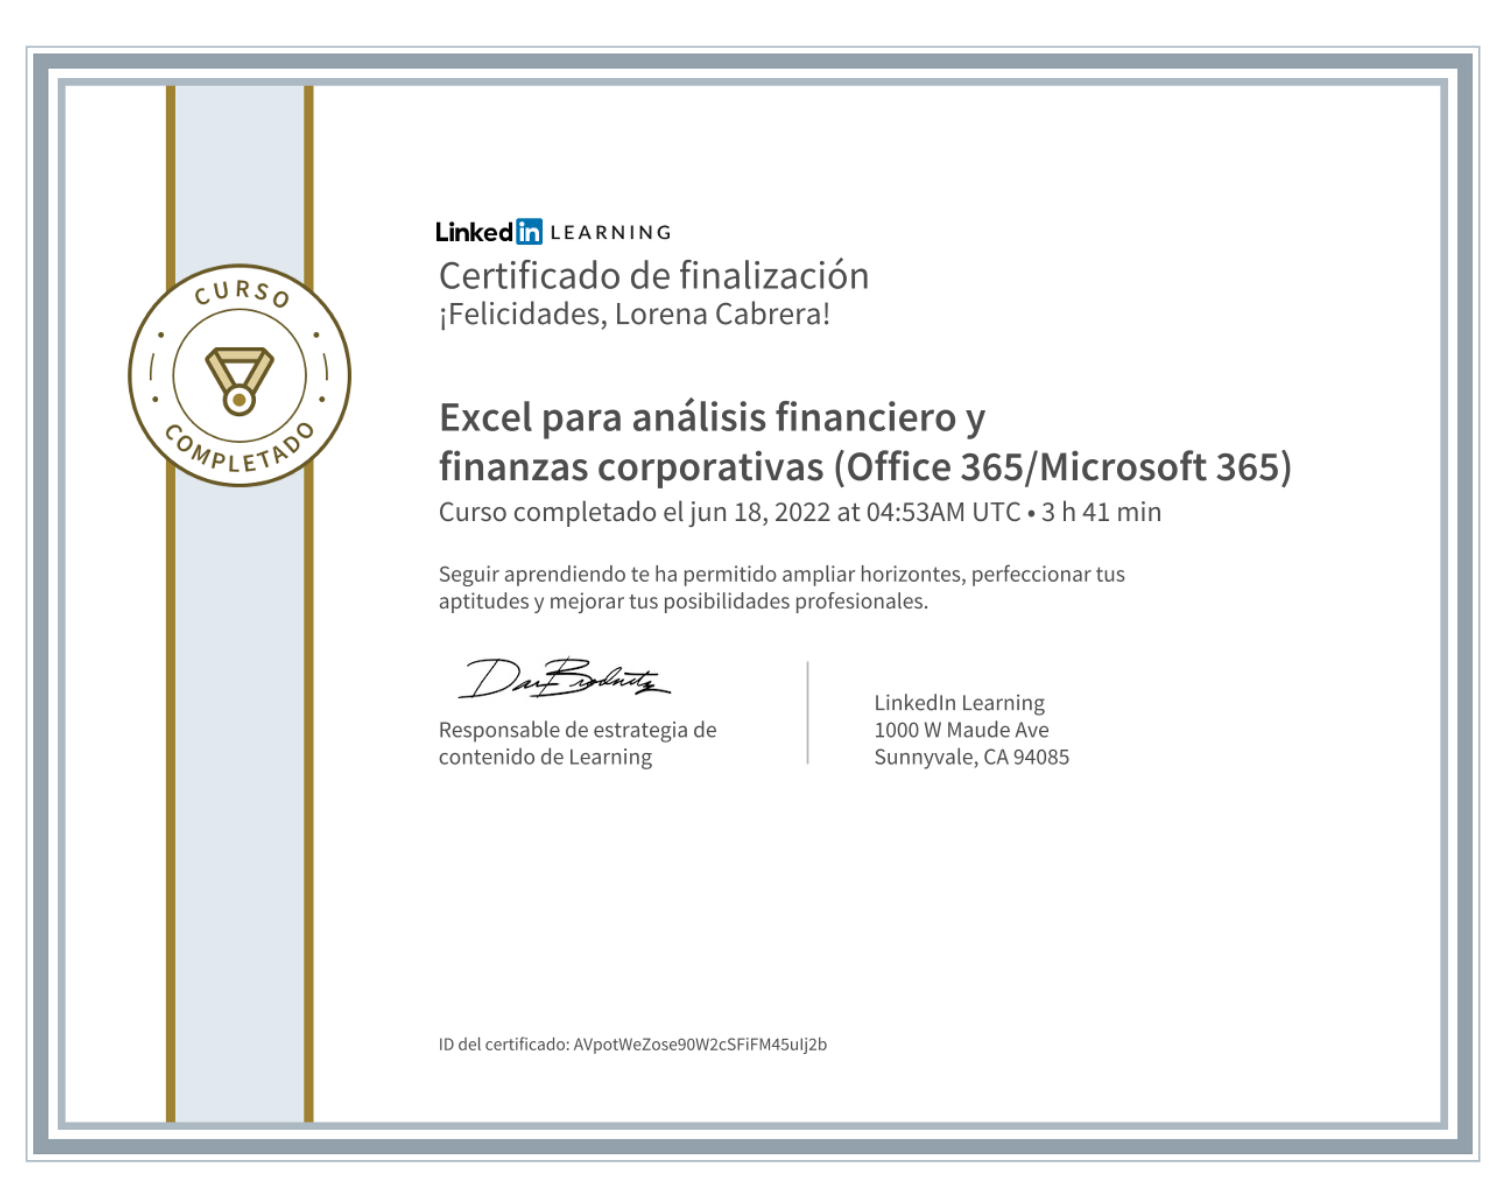 CURSO
COMPLETADO
Linked in LEARNING
Certificado de finalización
¡Felicidades, Lorena Cabrera!
Excel para análisis financiero y
finanzas corporativas (Office 365/Microsoft 365)
Curso completado el jun 18, 2022 at 04:53AM UTC • 3 h 41 min
Seguir aprendiendo te ha permitido ampliar horizontes, perfeccionar tus
aptitudes y mejorar tus posibilidades profesionales.
Responsable de estrategia de
contenido de Learning
LinkedIn Learning
1000 W Maude Ave
Sunnyvale, CA 94085
ID del certificado: AVpotWeZose90W2cSFiFM45uIj2b